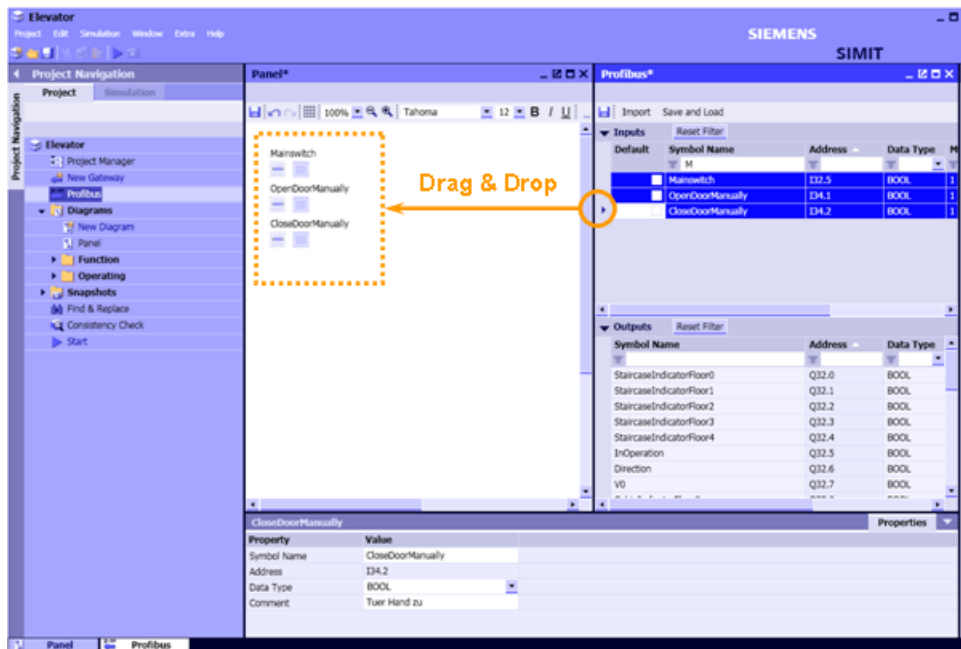 Elevator
Project Edit Simulation Window Extra Help
SIEMENS
SIMIT
Project Navigation
Project Navigation
Project Simulation
Elevator
Project Manager
New Gateway
Profibus
Diagrams
New Diagram
Panel
Function
Operating
Snapshots
Find & Replace
Consistency Check
Start
Panel*
100% Tahoma 12 B I U ...
Mainswitch
OpenDoorManually
CloseDoorManually
Drag & Drop
Profibus*
Import Save and Load
Inputs Reset Filter
Default Symbol Name Address Data Type M
M
Mainswitch I32.5 BOOL 1
OpenDoorManually I34.1 BOOL 1
CloseDoorManually I34.2 BOOL 1
Outputs Reset Filter
Symbol Name Address Data Type
StaircaseIndicatorFloor0 Q32.0 BOOL
StaircaseIndicatorFloor1 Q32.1 BOOL
StaircaseIndicatorFloor2 Q32.2 BOOL
StaircaseIndicatorFloor3 Q32.3 BOOL
StaircaseIndicatorFloor4 Q32.4 BOOL
InOperation Q32.5 BOOL
Direction Q32.6 BOOL
V0 Q32.7 BOOL
CloseDoorManually Properties
Property Value
Symbol Name CloseDoorManually
Address I34.2
Data Type BOOL
Comment Tuer Hand zu
Panel Profibus